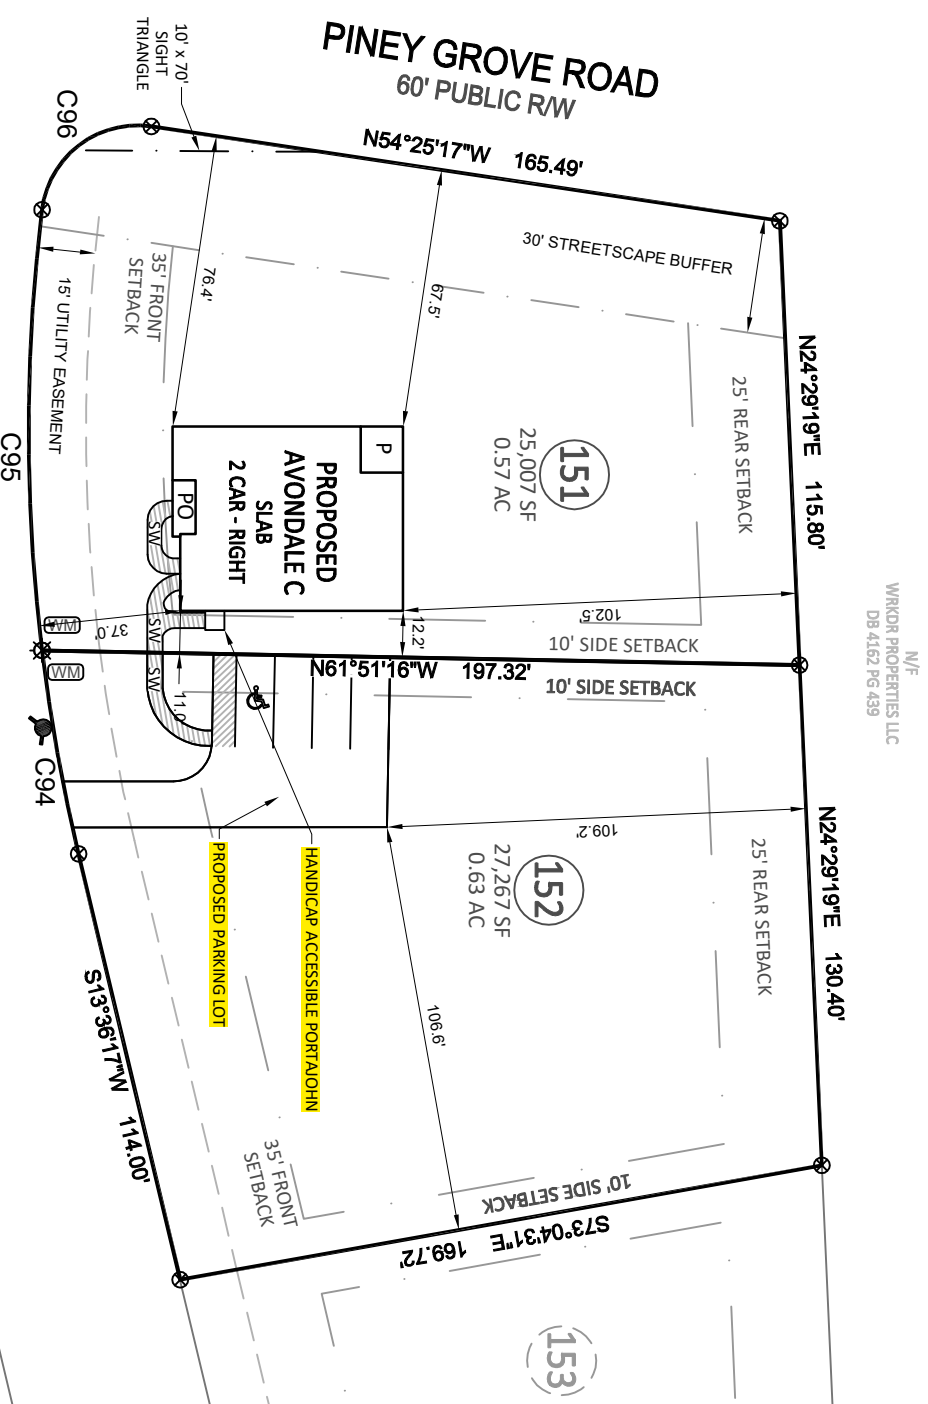 PINEY GROVE ROAD
60' PUBLIC R/W
10' x 70'
SIGHT
TRIANGLE
C96
N54°25'17"W 165.49'
30' STREETSCAPE BUFFER
35' FRONT
SETBACK
76.4'
67.5'
15' UTILITY EASEMENT
N24°29'19"E 115.80'
25' REAR SETBACK
151
25,007 SF
0.57 AC
C95
P
PROPOSED
AVONDALE C
SLAB
2 CAR - RIGHT
PO
SW
SW
SW
WM
WM
37.0'
12.2'
102.5'
11.0
10' SIDE SETBACK
N61°51'16"W 197.32'
10' SIDE SETBACK
N/F
WRKDR PROPERTIES LLC
DB 4162 PG 439
C94
109.2'
152
27,267 SF
0.63 AC
25' REAR SETBACK
N24°29'19"E 130.40'
PROPOSED PARKING LOT
HANDICAP ACCESSIBLE PORTAJOHN
106.6'
S13°36'17"W 114.00'
35' FRONT
SETBACK
10' SIDE SETBACK
S73°04'31"E 169.72'
153